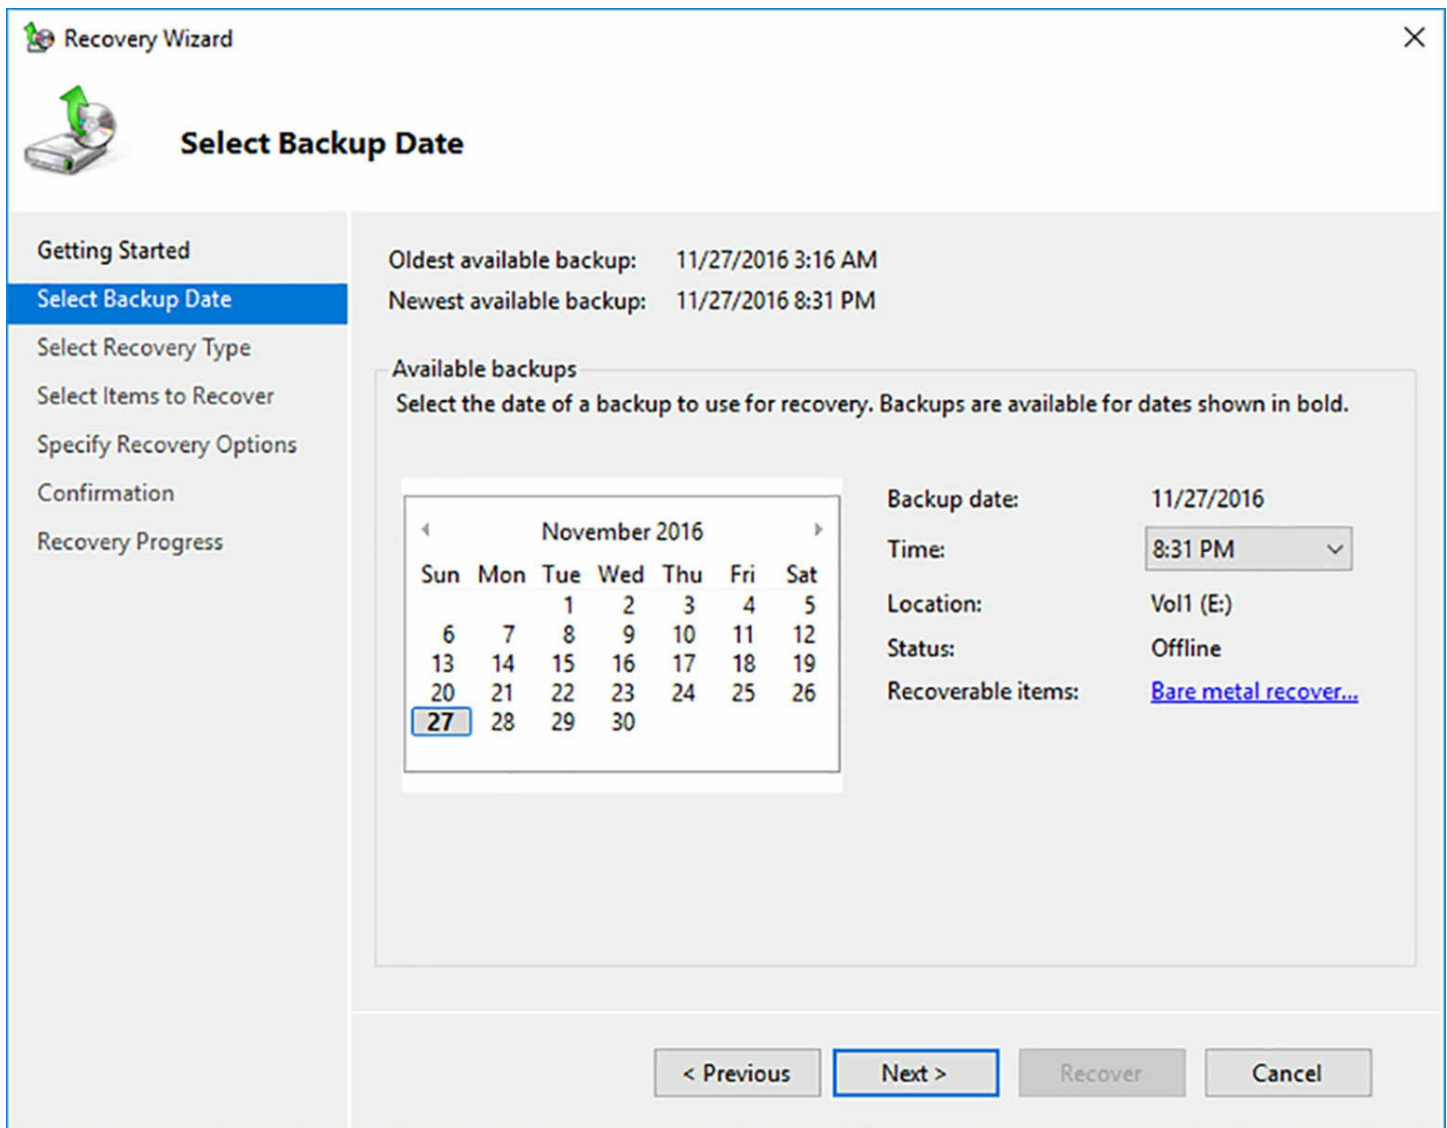 Recovery Wizard
Select Backup Date
Getting Started
Select Backup Date
Select Recovery Type
Select Items to Recover
Specify Recovery Options
Confirmation
Recovery Progress
Oldest available backup: 11/27/2016 3:16 AM
Newest available backup: 11/27/2016 8:31 PM
Available backups
Select the date of a backup to use for recovery. Backups are available for dates shown in bold.
November 2016
Sun Mon Tue Wed Thu Fri Sat
1 2 3 4 5
6 7 8 9 10 11 12
13 14 15 16 17 18 19
20 21 22 23 24 25 26
27 28 29 30
Backup date: 11/27/2016
Time: 8:31 PM
Location: Vol1 (E:)
Status: Offline
Recoverable items: Bare metal recover...
< Previous Next > Recover Cancel